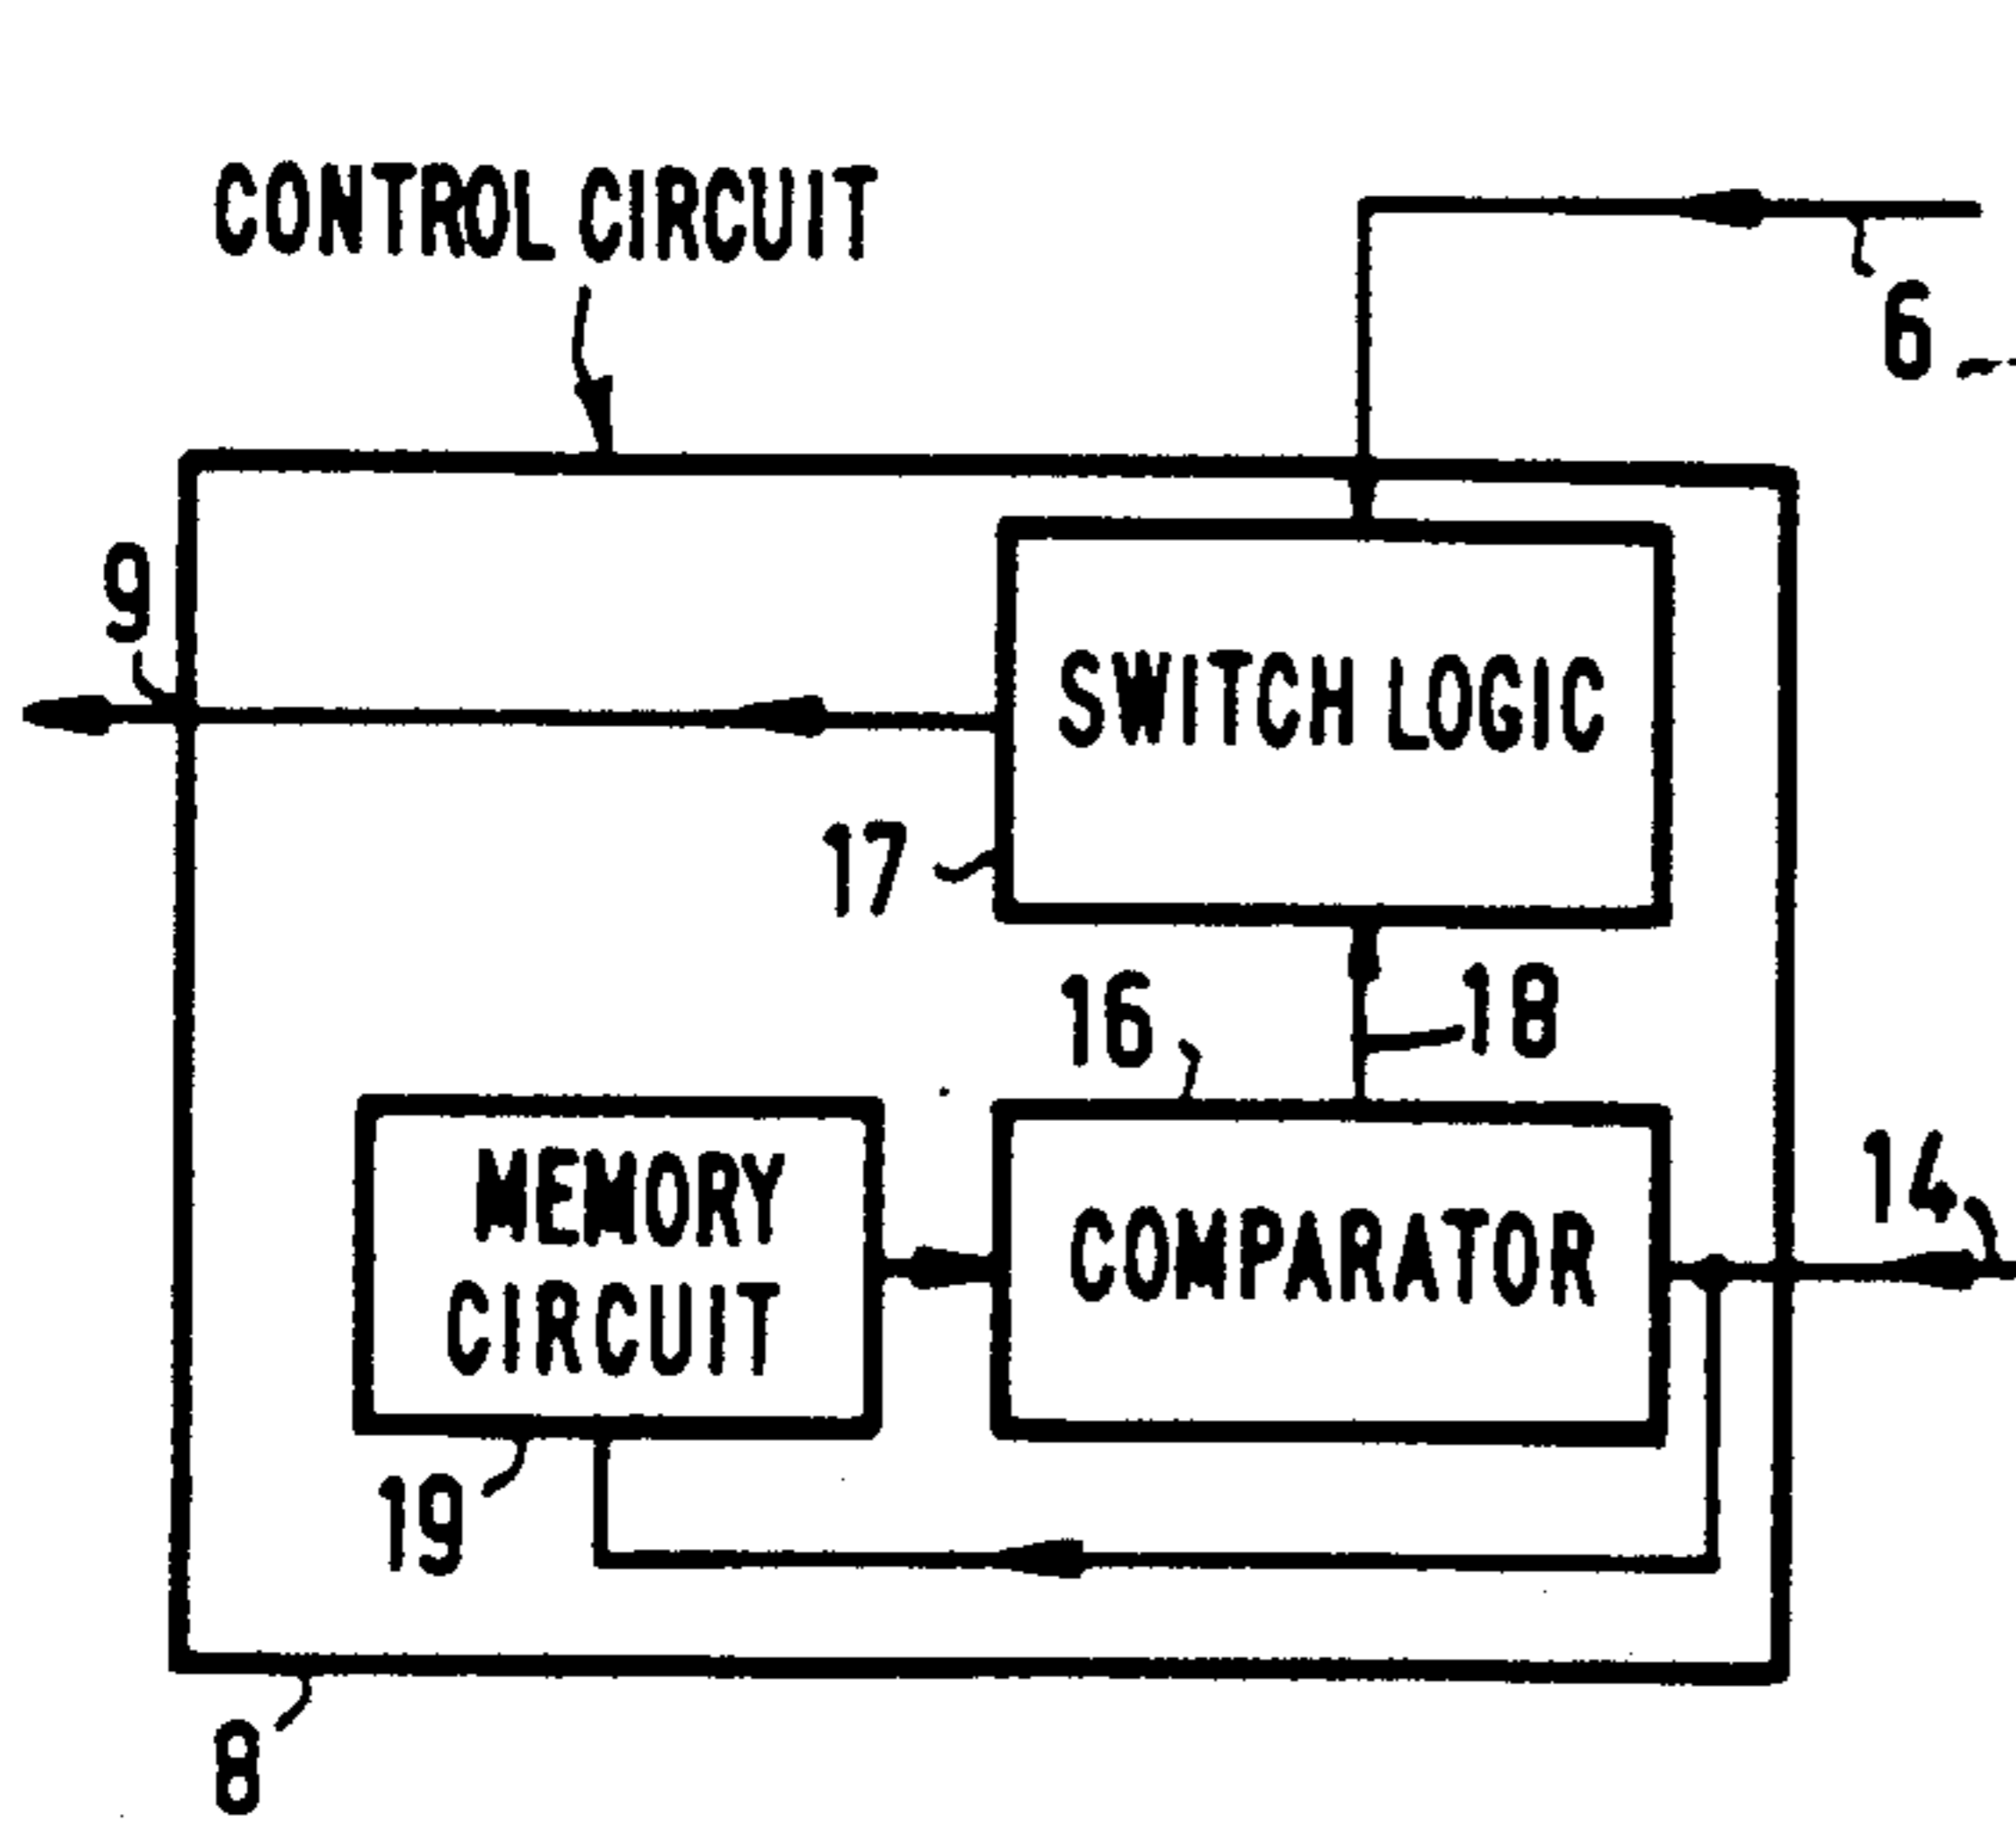 CONTROL CIRCUIT
6
9
SWITCH LOGIC
17
16
18
14
MEMORY
CIRCUIT
COMPARATOR
19
8